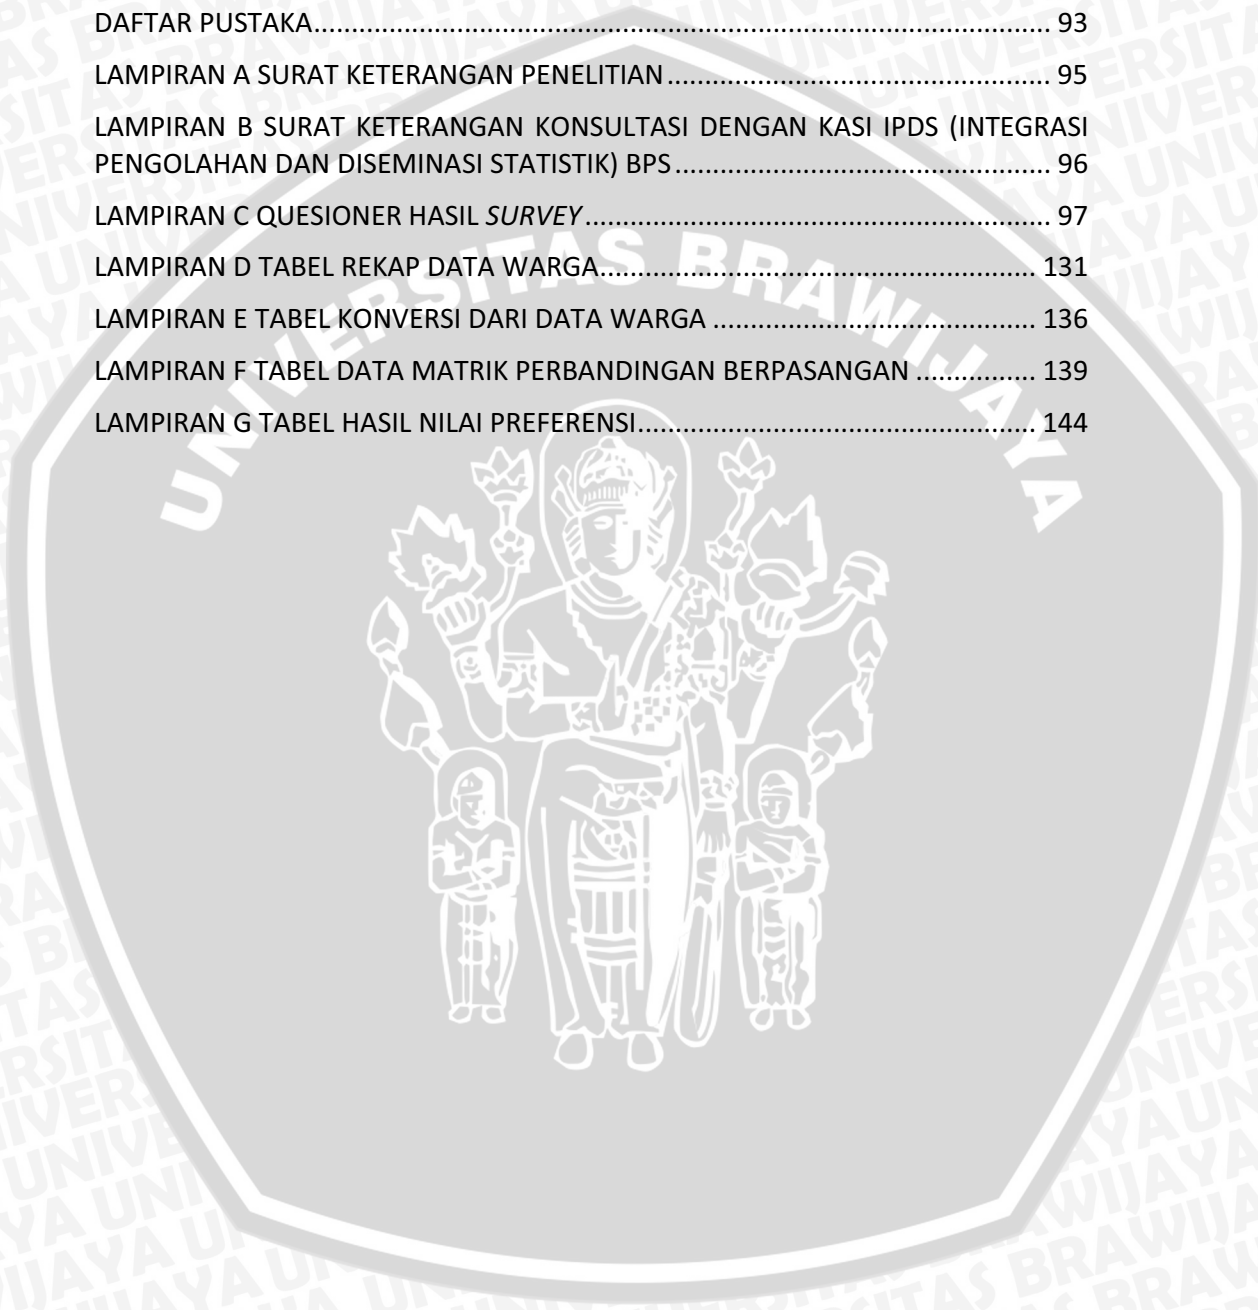 DAFTAR PUSTAKA.......................................................................................... 93
LAMPIRAN A SURAT KETERANGAN PENELITIAN................................................... 95
LAMPIRAN B SURAT KETERANGAN KONSULTASI DENGAN KASI IPDS (INTEGRASI
PENGOLAHAN DAN DISEMINASI STATISTIK) BPS.................................................. 96
LAMPIRAN C QUESIONER HASIL SURVEY.............................................................. 97
LAMPIRAN D TABEL REKAP DATA WARGA.......................................................... 131
LAMPIRAN E TABEL KONVERSI DARI DATA WARGA ........................................... 136
LAMPIRAN F TABEL DATA MATRIK PERBANDINGAN BERPASANGAN ................ 139
LAMPIRAN G TABEL HASIL NILAI PREFERENSI..................................................... 144
UNIVERSITAS BRAWIJAYA